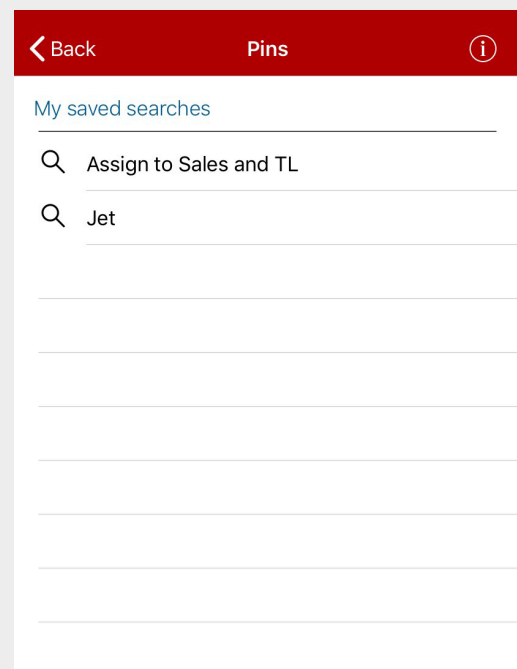 Back
Pins
i
My saved searches
Assign to Sales and TL
Jet